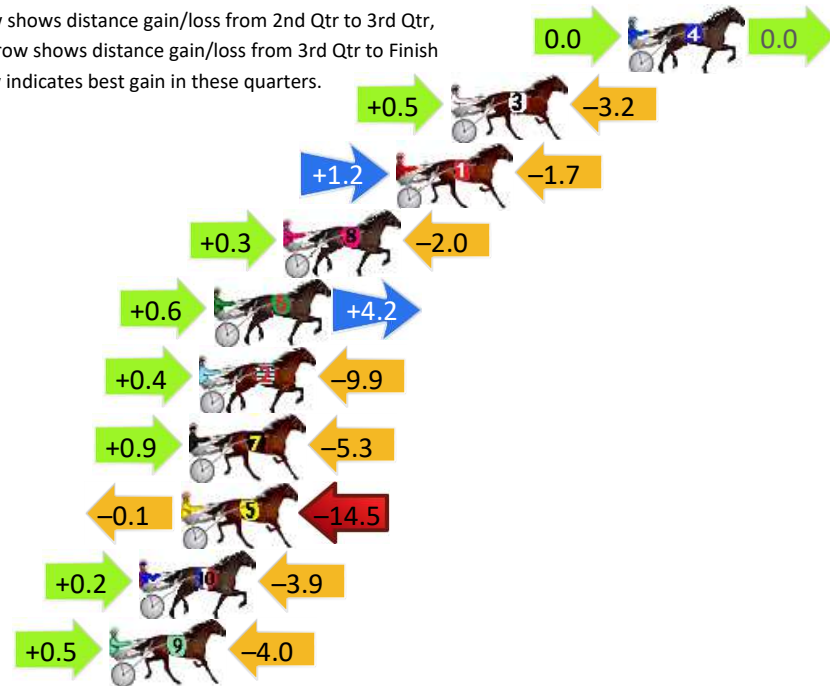 shows distance gain/loss from 2nd Qtr to 3rd Qtr,
row shows distance gain/loss from 3rd Qtr to Finish
indicates best gain in these quarters.
0.0 4 0.0
+0.5 3 –3.2
+1.2 1 –1.7
+0.3 8 –2.0
+0.6 +4.2
+0.4 2 –9.9
+0.9 7 –5.3
–0.1 5 –14.5
+0.2 10 –3.9
+0.5 9 –4.0